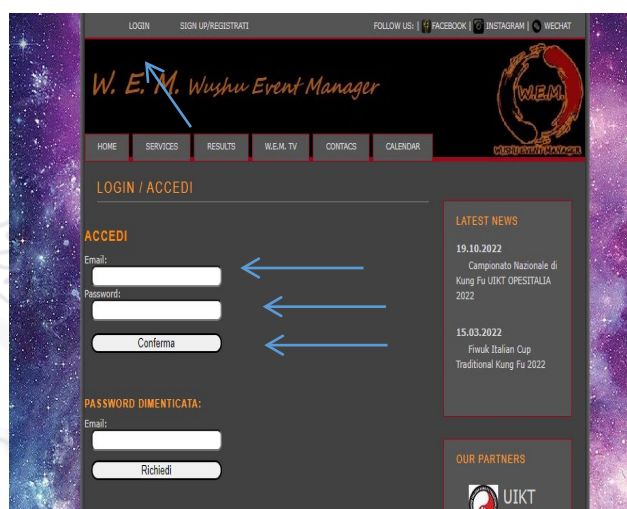 LOGIN SIGN UP/REGISTRATI FOLLOW US: | FACEBOOK | INSTAGRAM | WECHAT
W. E. M. Wushu Event Manager
W.E.M.
WUSHU EVENT MANAGER
HOME SERVICES RESULTS W.E.M. TV CONTACS CALENDAR
LOGIN / ACCEDI
ACCEDI
Email:
Password:
Conferma
PASSWORD DIMENTICATA:
Email:
Richiedi
LATEST NEWS
19.10.2022
Campionato Nazionale di
Kung Fu UIKT OPESITALIA
2022
15.03.2022
Fiwuk Italian Cup
Traditional Kung Fu 2022
OUR PARTNERS
UIKT